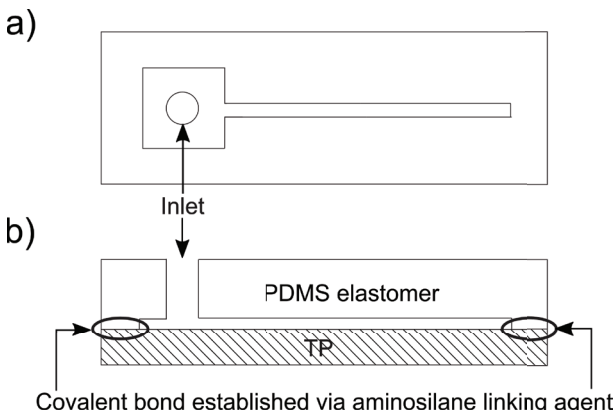 a)
Inlet
b)
PDMS elastomer
TP
Covalent bond established via aminosilane linking agent